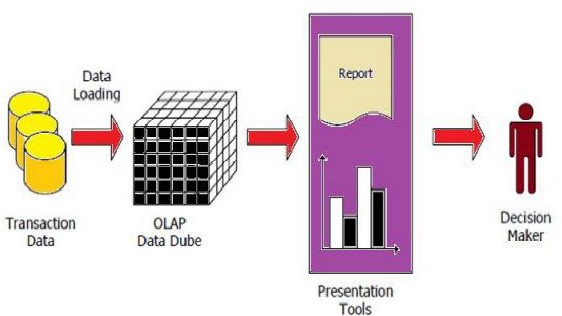 Data
Loading
Report
Transaction
Data
OLAP
Data Dube
Presentation
Tools
Decision
Maker